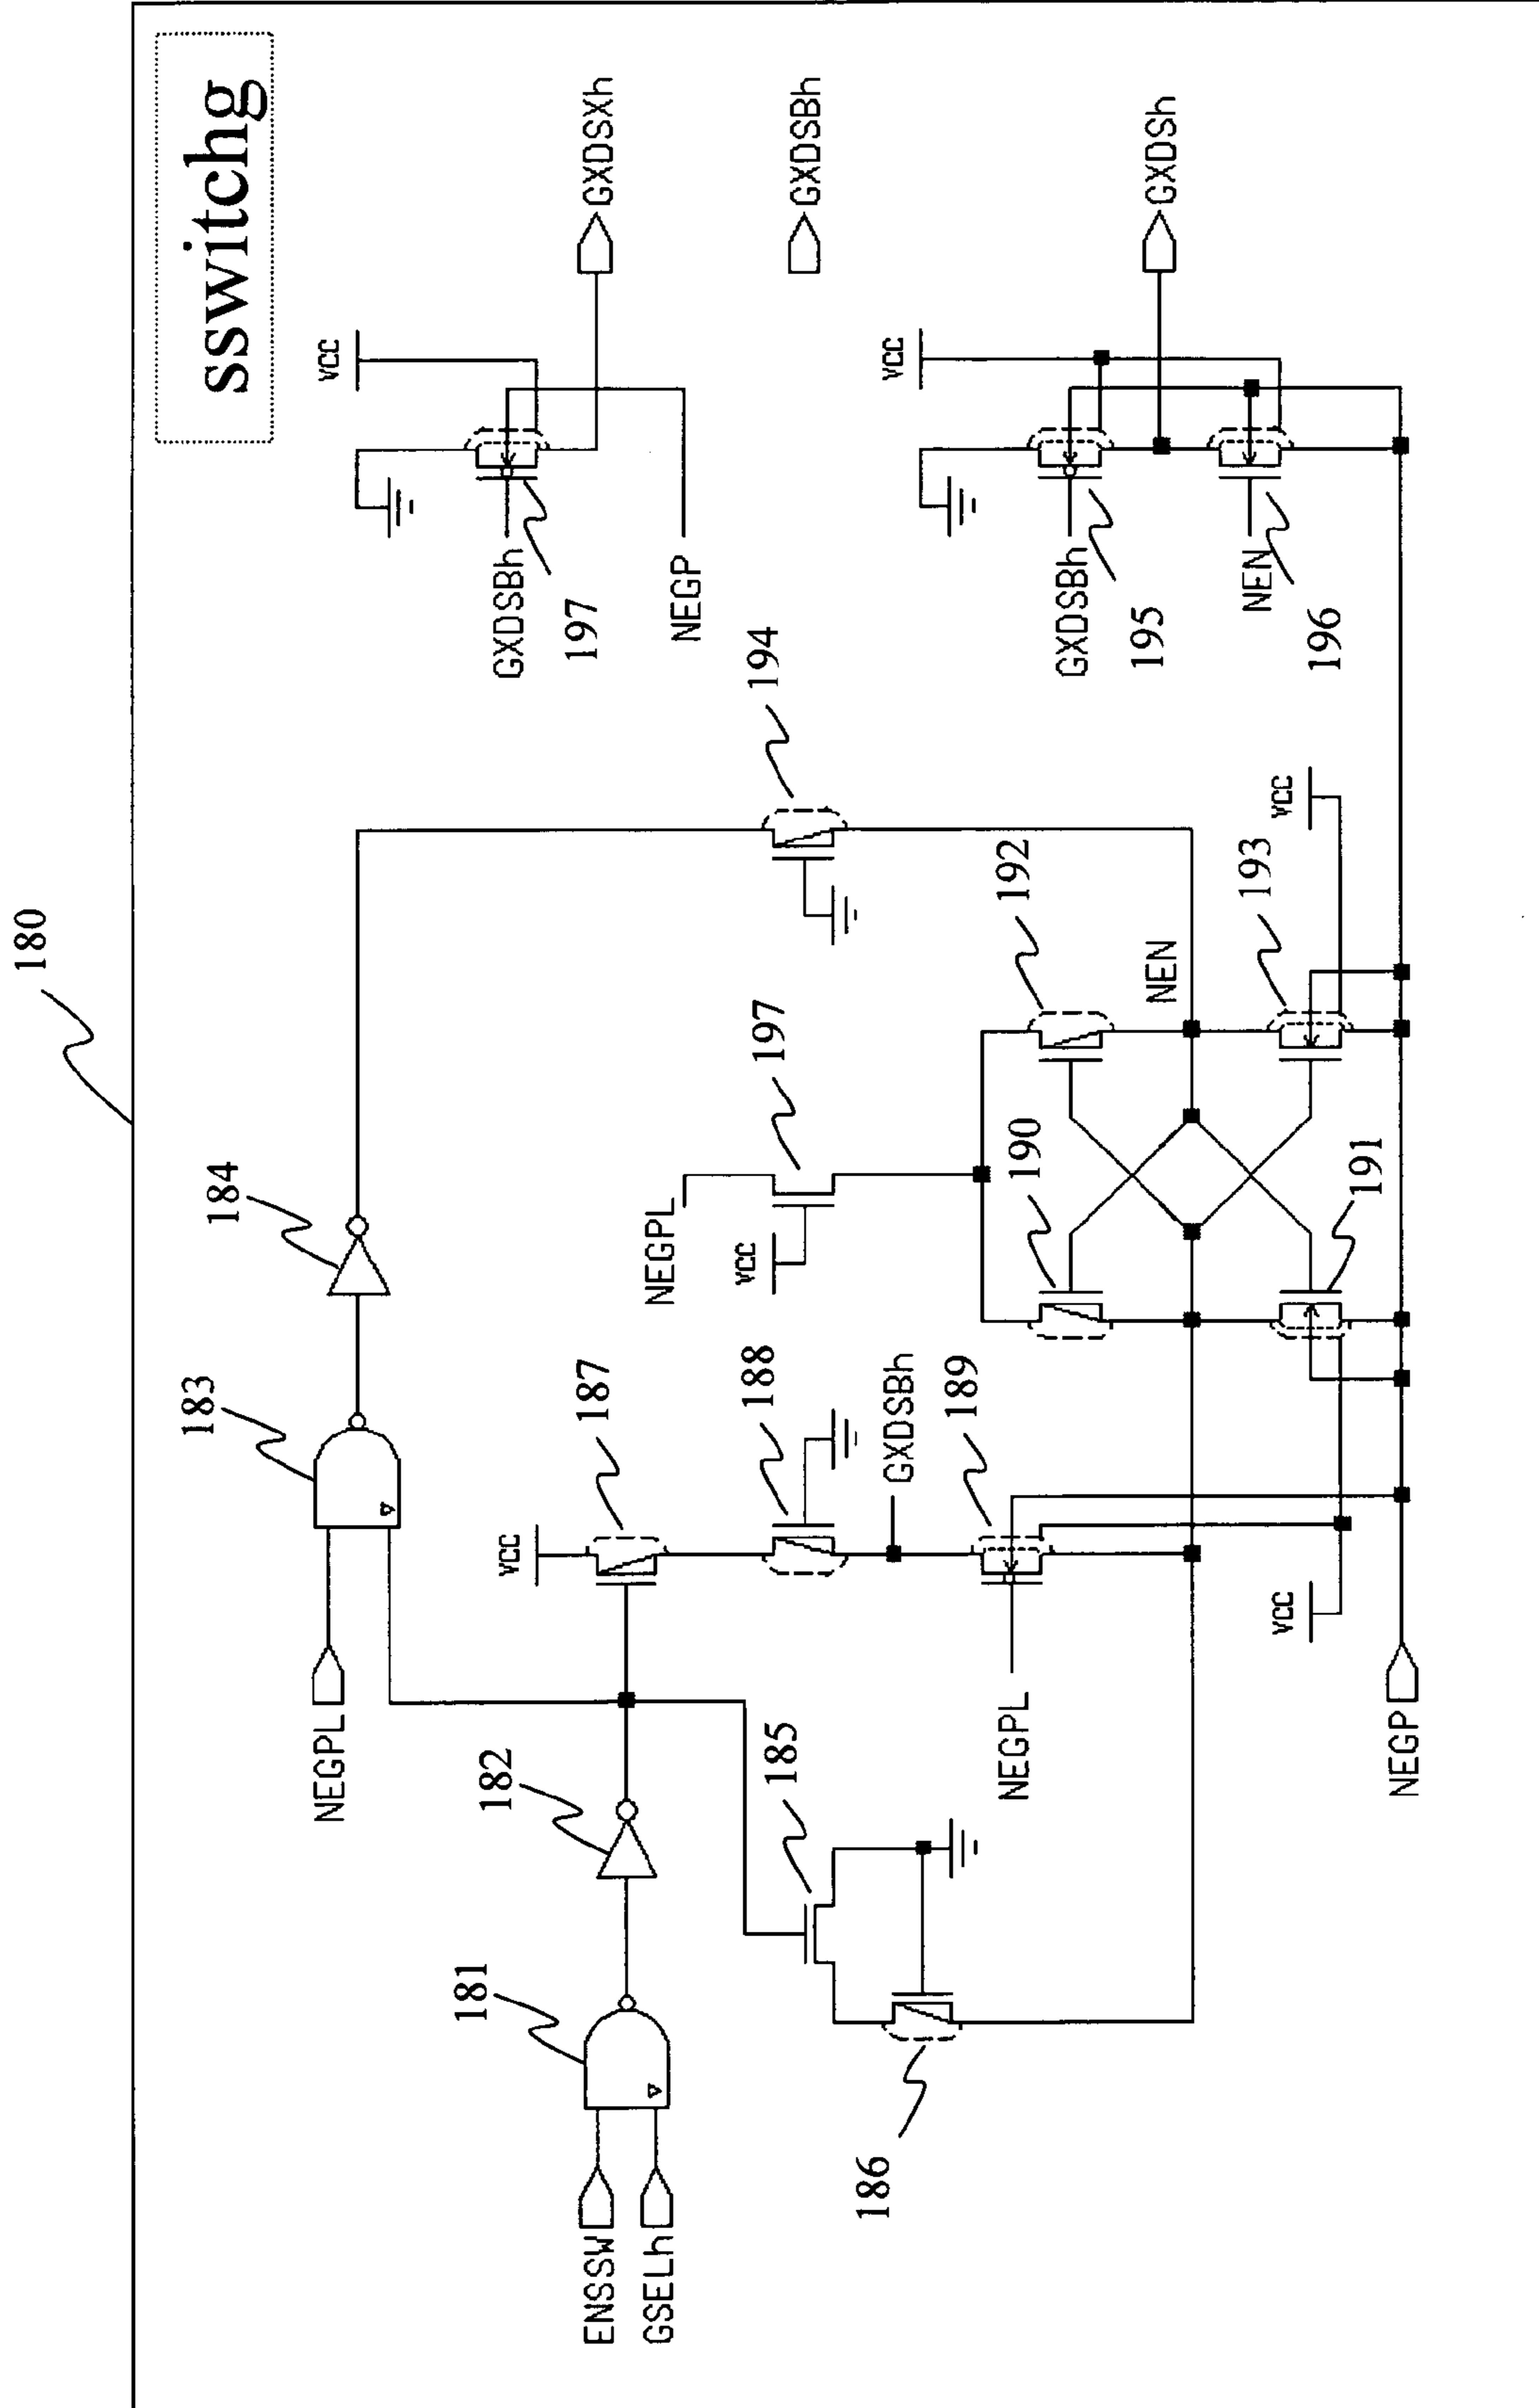 180
sswitchg
VCC
GXDSXh
GXDSBh
197
NEGP
GXDSBh
VCC
GXDSh
GXDSBh
195
NEN
196
194
184
183
NEGPL
182
181
ENSSW
GSELh
185
186
VCC
187
188
GXDSBh
189
NEGPL
NEGPL
197
VCC
190
192
NEN
191
193
VCC
VCC
NEGP